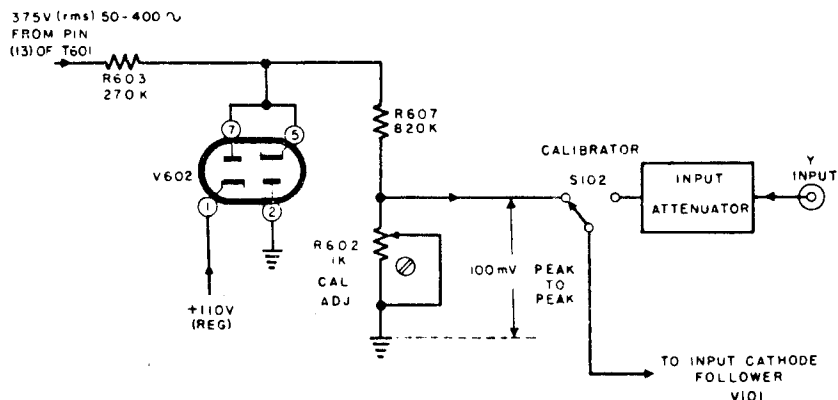 375V (rms) 50-400 ∿
FROM PIN
(13) OF T601
R603
270K
7
5
V602
1
2
+110V
(REG)
R607
820K
R602
1K
CAL
ADJ
100mV
PEAK
TO
PEAK
CALIBRATOR
S102
INPUT
ATTENUATOR
Y
INPUT
TO INPUT CATHODE
FOLLOWER
V101